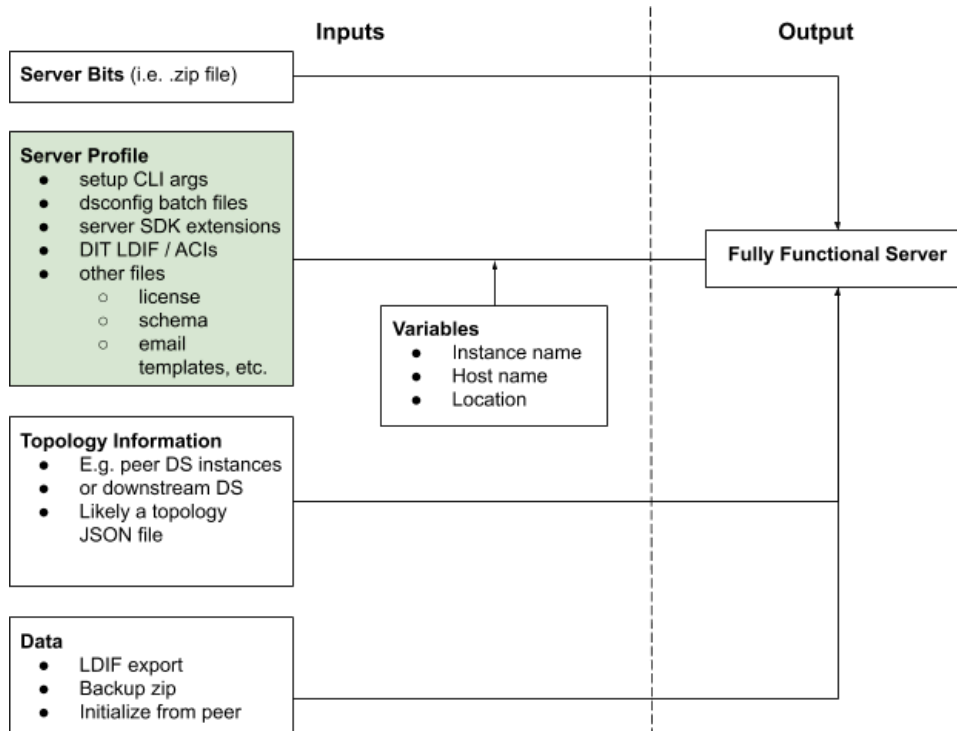 Inputs
Output
Server Bits (i.e. .zip file)
Server Profile
● setup CLI args
● dsconfig batch files
● server SDK extensions
● DIT LDIF / ACIs
● other files
○ license
○ schema
○ email
templates, etc.
Fully Functional Server
Variables
● Instance name
● Host name
● Location
Topology Information
● E.g. peer DS instances
● or downstream DS
● Likely a topology
JSON file
Data
● LDIF export
● Backup zip
● Initialize from peer